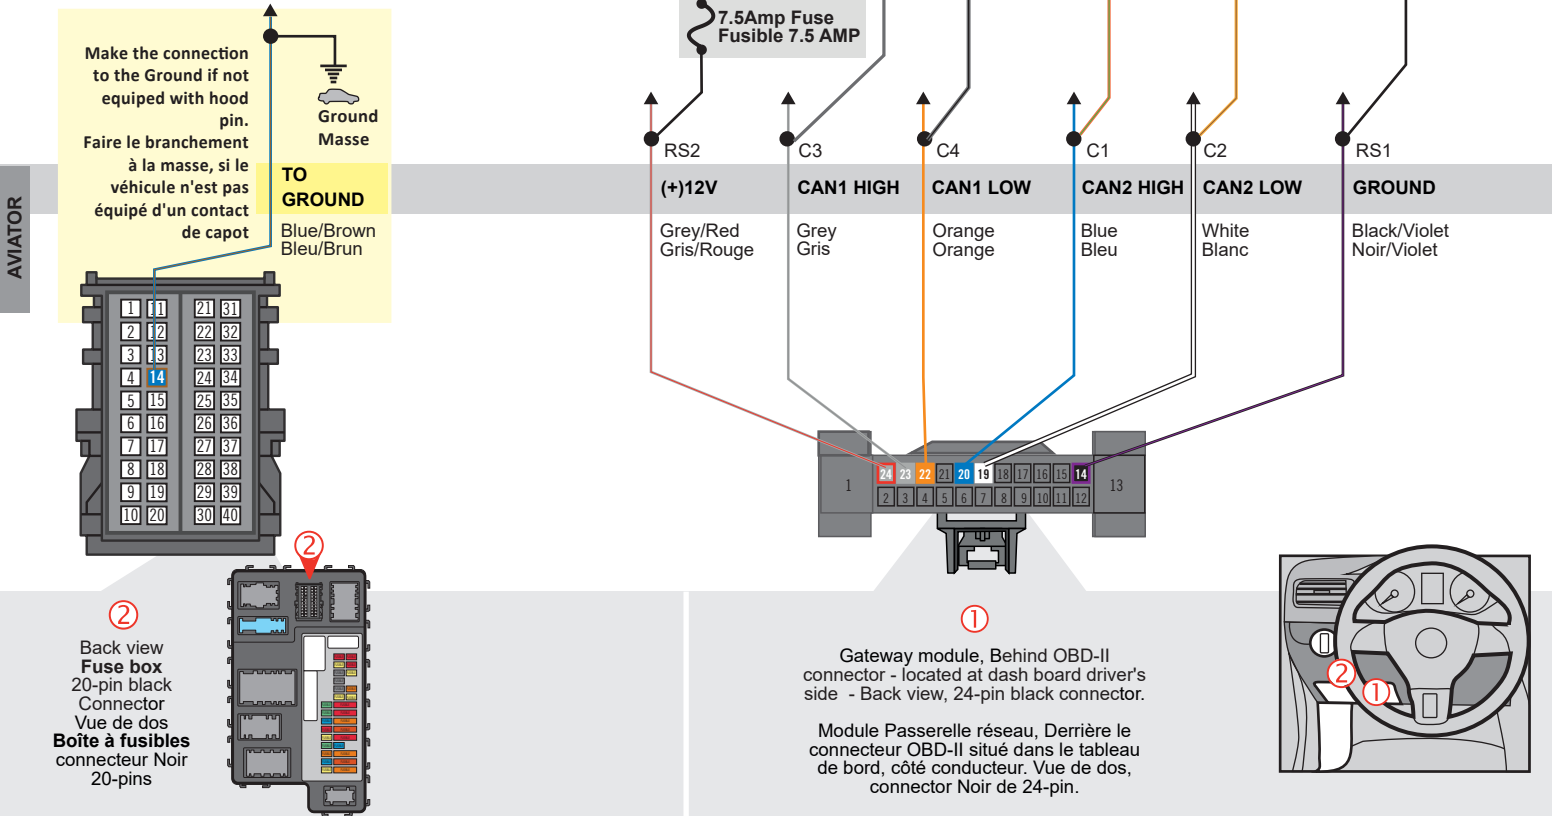 7.5Amp Fuse
Fusible 7.5 AMP
Make the connection
to the Ground if not
equiped with hood
pin.
Faire le branchement
à la masse, si le
véhicule n'est pas
équipé d'un contact
de capot
Ground
Masse
TO
GROUND
Blue/Brown
Bleu/Brun
AVIATOR
RS2
C3
C4
C1
C2
RS1
(+)12V
CAN1 HIGH
CAN1 LOW
CAN2 HIGH
CAN2 LOW
GROUND
Grey/Red
Gris/Rouge
Grey
Gris
Orange
Orange
Blue
Bleu
White
Blanc
Black/Violet
Noir/Violet
1 11 21 31
2 12 22 32
3 13 23 33
4 14 24 34
5 15 25 35
6 16 26 36
7 17 27 37
8 18 28 38
9 19 29 39
10 20 30 40
1
24 23 22 21 20 19 18 17 16 15 14
2 3 4 5 6 7 8 9 10 11 12
13
2
2
Back view
Fuse box
20-pin black
Connector
Vue de dos
Boîte à fusibles
connecteur Noir
20-pins
1
Gateway module, Behind OBD-II
connector - located at dash board driver's
side - Back view, 24-pin black connector.
Module Passerelle réseau, Derrière le
connecteur OBD-II situé dans le tableau
de bord, côté conducteur. Vue de dos,
connector Noir de 24-pin.
2
1